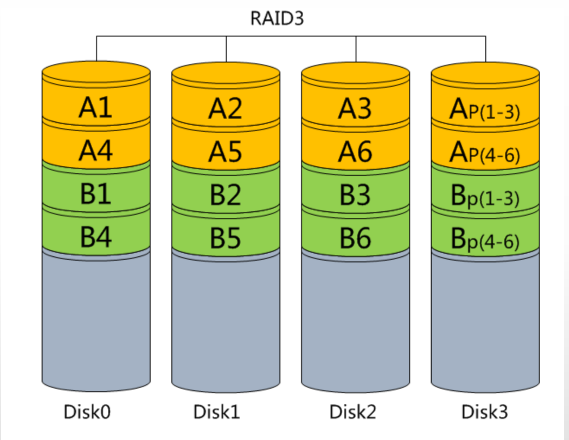 RAID3
A1 A2 A3 AP(1-3)
A4 A5 A6 AP(4-6)
B1 B2 B3 Bp(1-3)
B4 B5 B6 Bp(4-6)
Disk0 Disk1 Disk2 Disk3